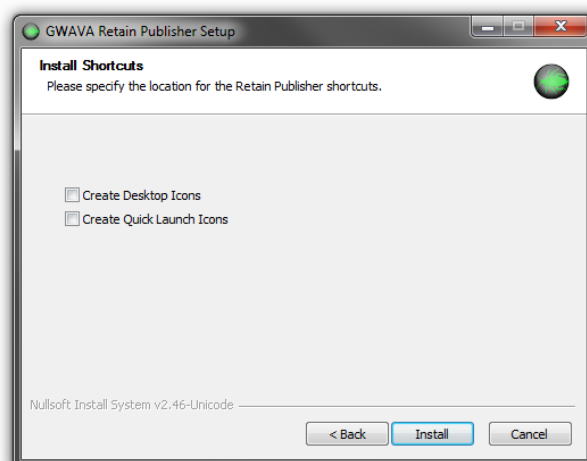 GWAVA Retain Publisher Setup
Install Shortcuts
Please specify the location for the Retain Publisher shortcuts.
Create Desktop Icons
Create Quick Launch Icons
Nullsoft Install System v2.46-Unicode
< Back Install Cancel